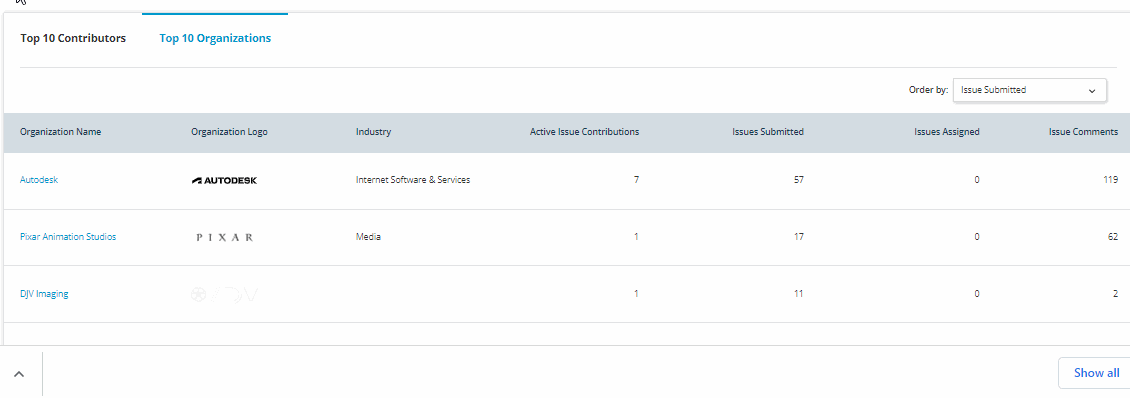 Top 10 Contributors Top 10 Organizations
Order by: Issue Submitted
Organization Name Organization Logo Industry Active Issue Contributions Issues Submitted Issues Assigned Issue Comments
Autodesk AUTODESK Internet Software & Services 7 57 0 119
Pixar Animation Studios PIXAR Media 1 17 0 62
DJV Imaging DJV 1 11 0 2
Show all